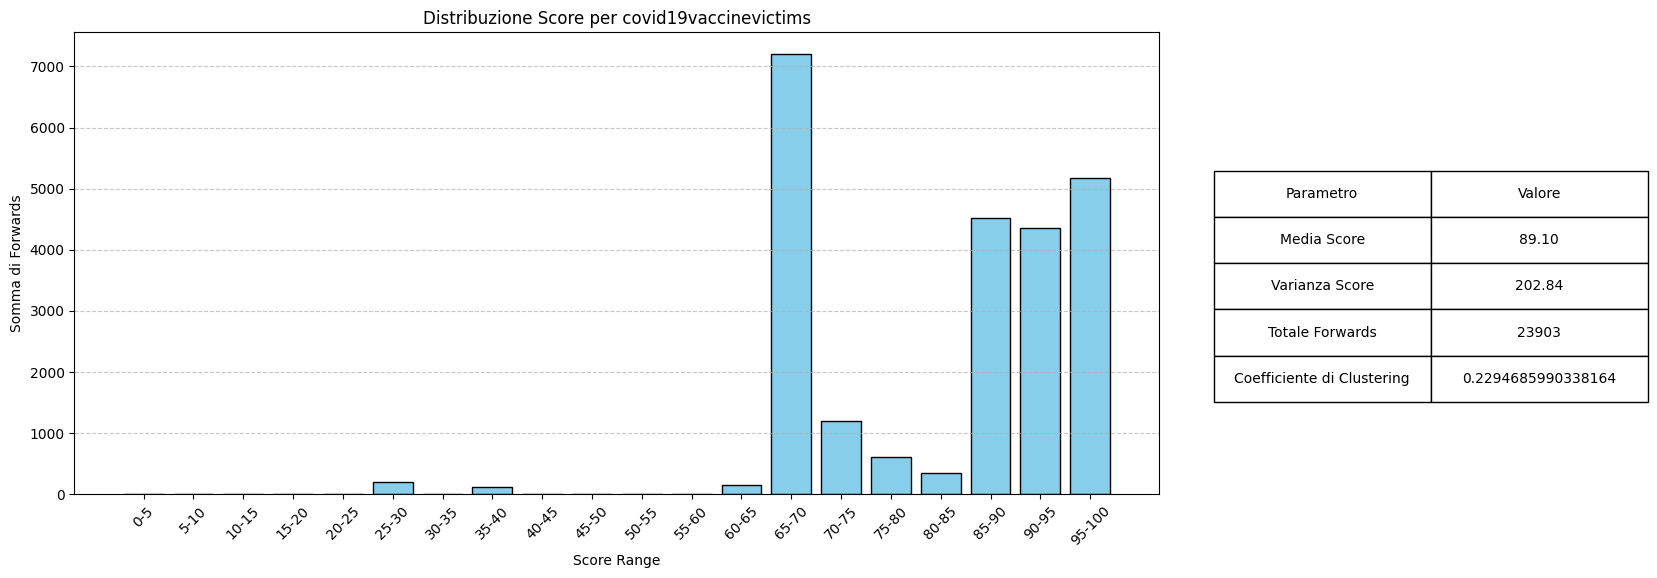 Distribuzione Score per covid19vaccinevictims
Somma di Forwards
7000
6000
5000
4000
3000
2000
1000
0
0-5 5-10 10-15 15-20 20-25 25-30 30-35 35-40 40-45 45-50 50-55 55-60 60-65 65-70 70-75 75-80 80-85 85-90 90-95 95-100
Score Range
Parametro Valore
Media Score 89.10
Varianza Score 202.84
Totale Forwards 23903
Coefficiente di Clustering 0.2294685990338164